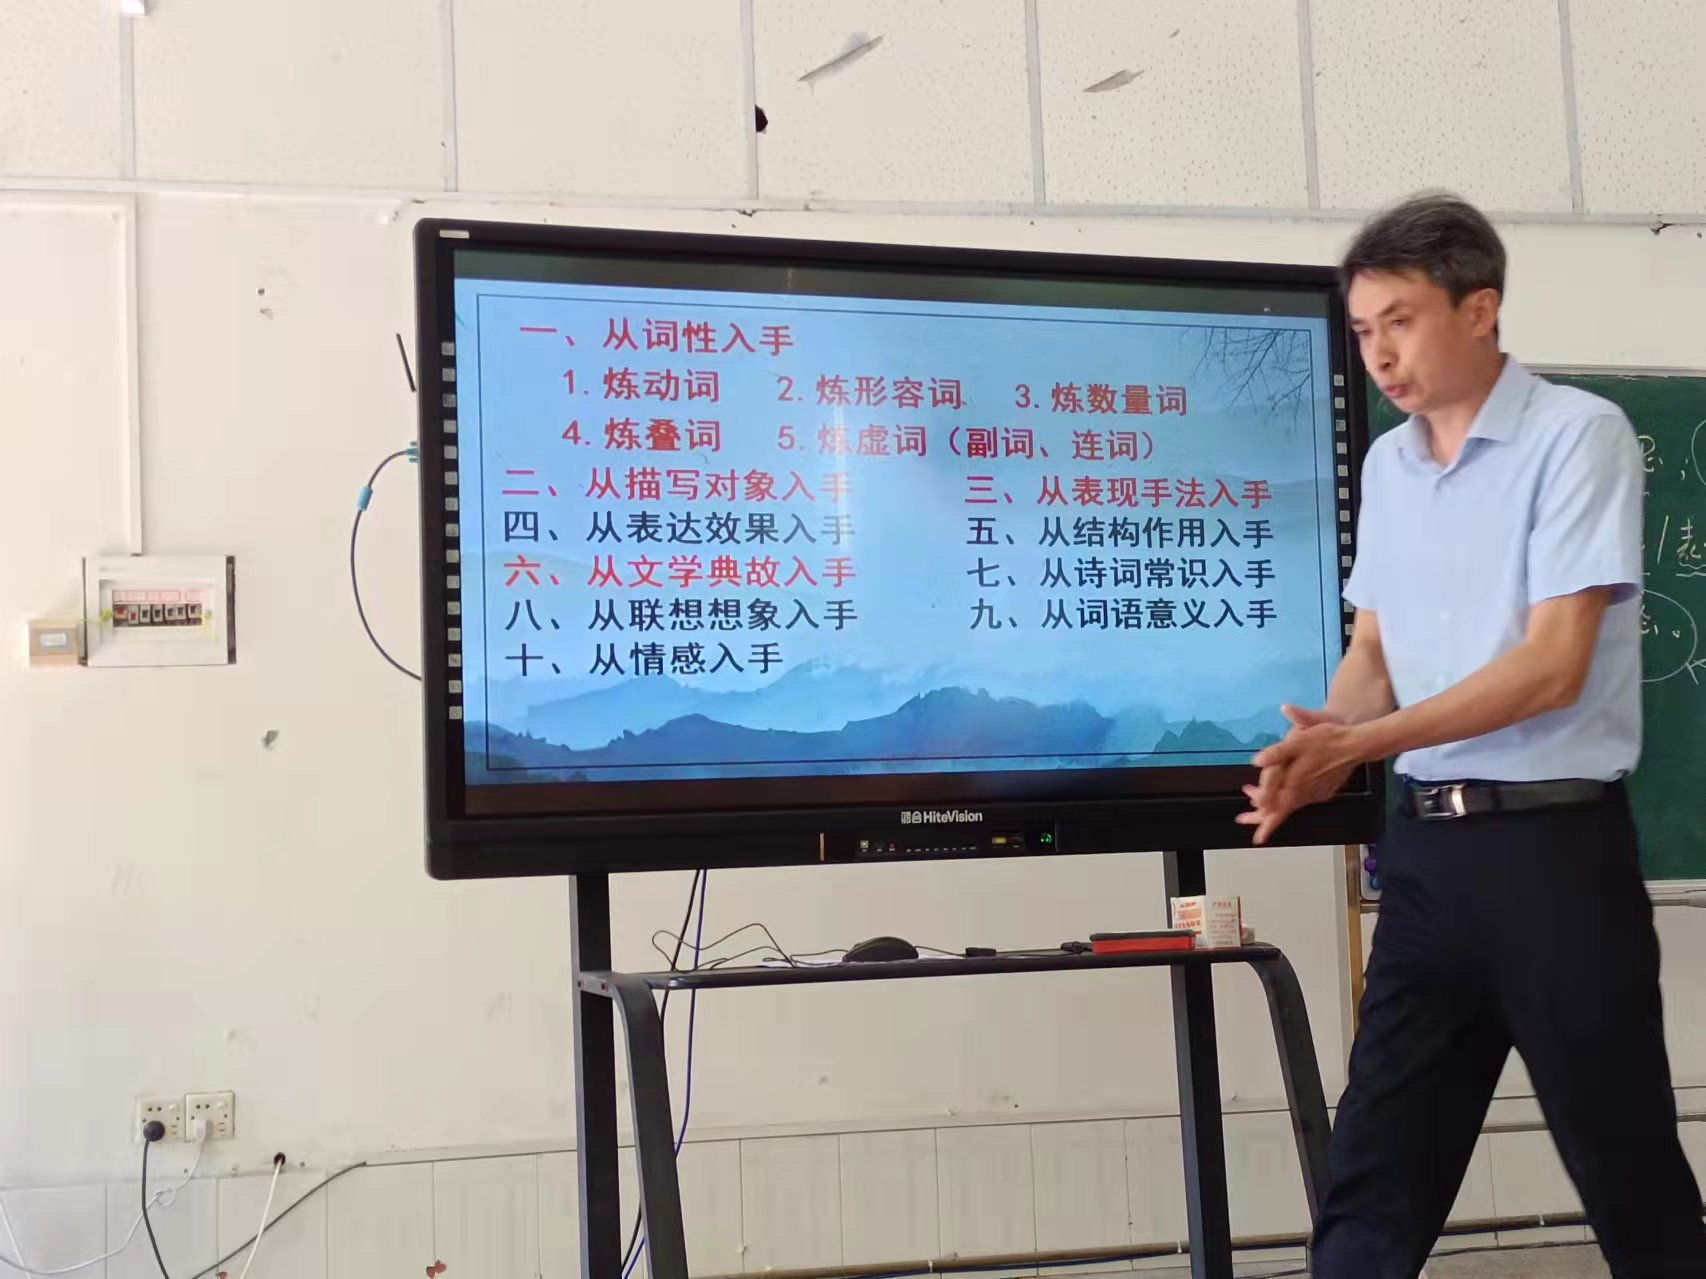 一、从词性入手
1.炼动词 2.炼形容词 3.炼数量词
4.炼叠词 5.炼虚词（副词、连词）
二、从描写对象入手 三、从表现手法入手
四、从表达效果入手 五、从结构作用入手
六、从文学典故入手 七、从诗词常识入手
八、从联想想象入手 九、从词语意义入手
十、从情感入手
HiteVision